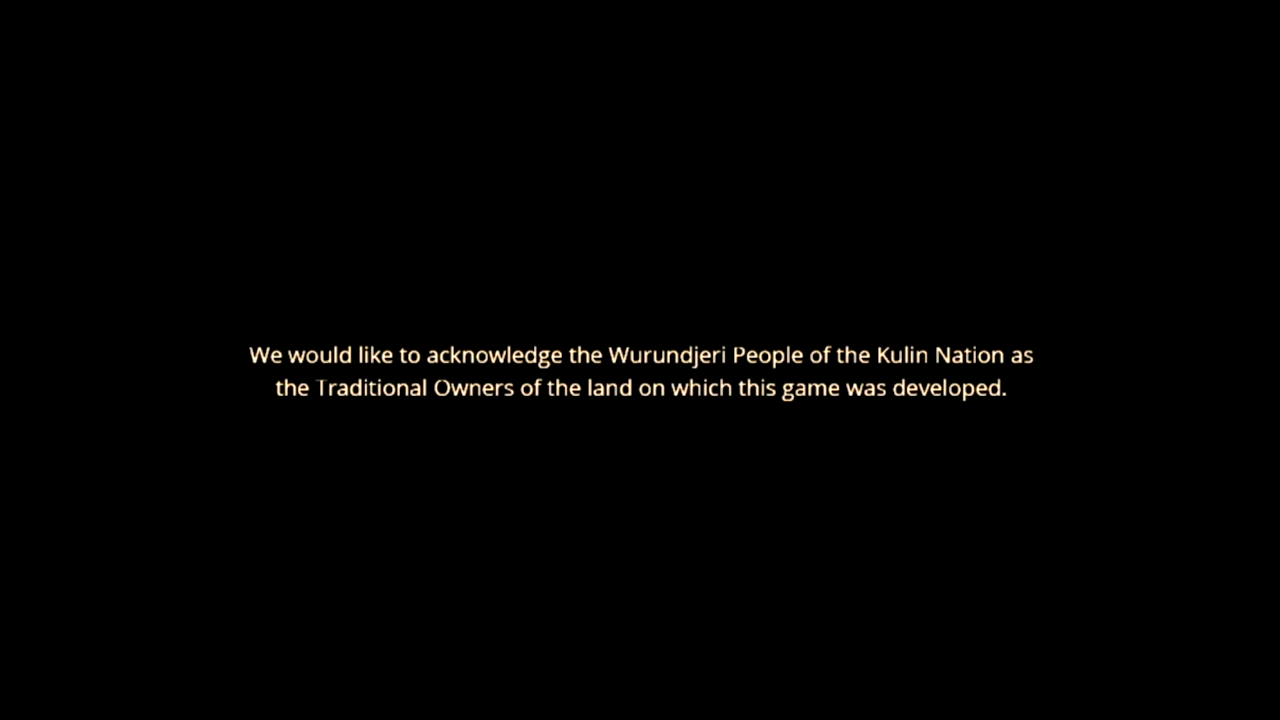 We would like to acknowledge the Wurundjeri People of the Kulin Nation as
the Traditional Owners of the land on which this game was developed.